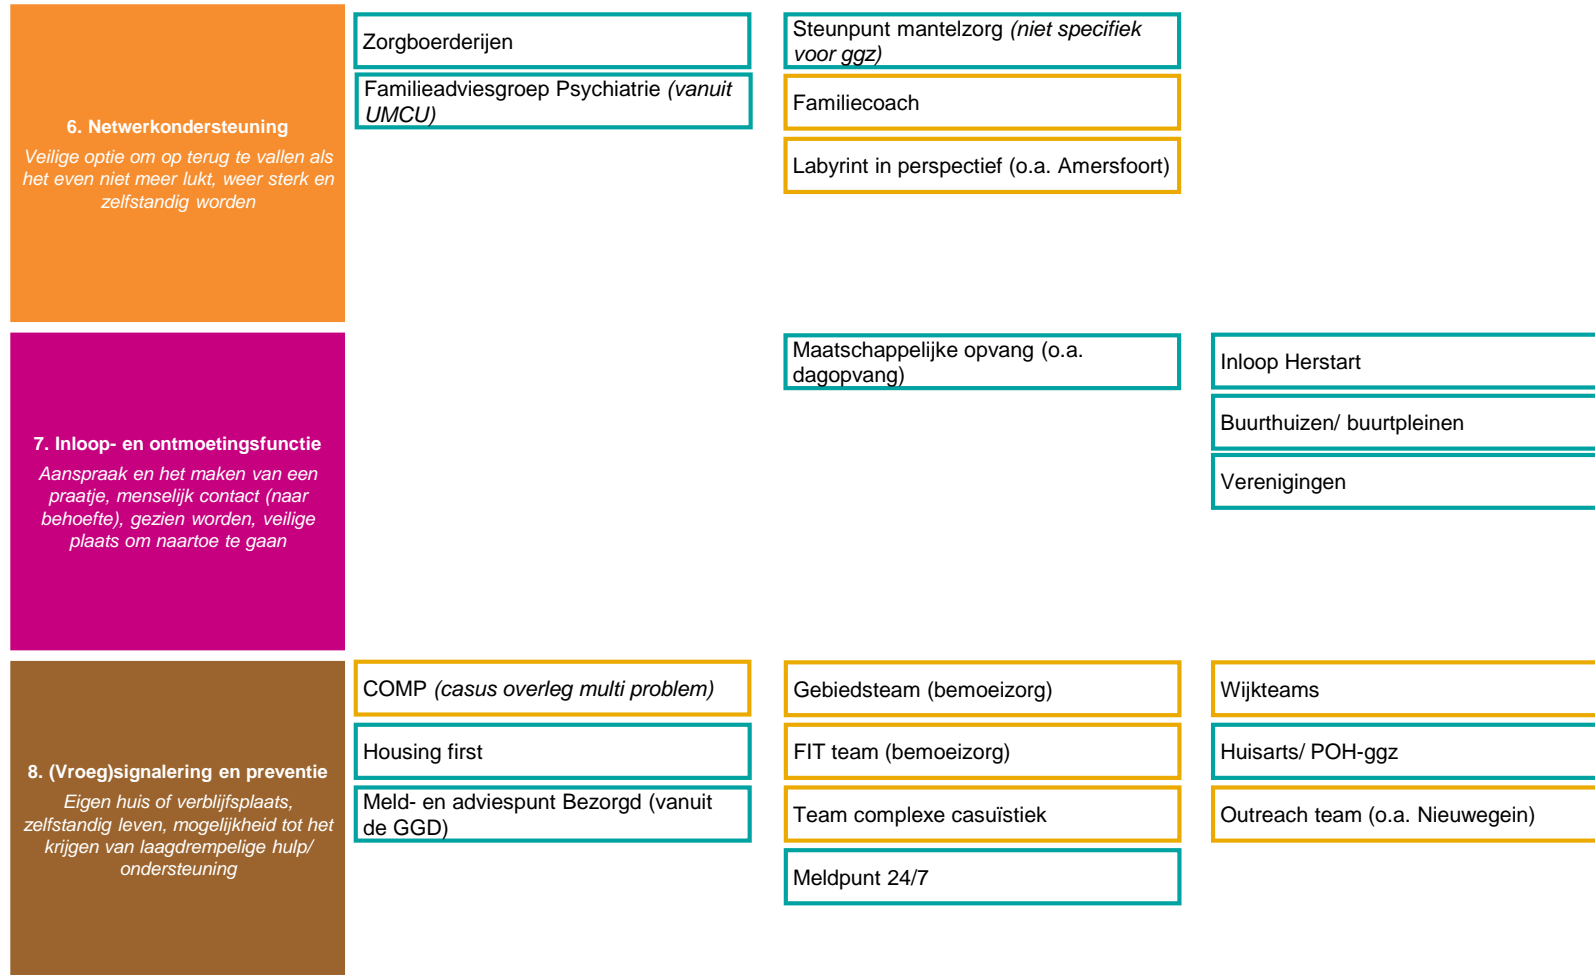 6. Netwerkondersteuning
Veilige optie om op terug te vallen als
het even niet meer lukt, weer sterk en
zelfstandig worden
Zorgboerderijen
Familieadviesgroep Psychiatrie (vanuit
UMCU)
Steunpunt mantelzorg (niet specifiek
voor ggz)
Familiecoach
Labyrint in perspectief (o.a. Amersfoort)
7. Inloop- en ontmoetingsfunctie
Aanspraak en het maken van een
praatje, menselijk contact (naar
behoefte), gezien worden, veilige
plaats om naartoe te gaan
Maatschappelijke opvang (o.a.
dagopvang)
Inloop Herstart
Buurthuizen/ buurtpleinen
Verenigingen
8. (Vroeg)signalering en preventie
Eigen huis of verblijfsplaats,
zelfstandig leven, mogelijkheid tot het
krijgen van laagdrempelige hulp/
ondersteuning
COMP (casus overleg multi problem)
Housing first
Meld- en adviespunt Bezorgd (vanuit
de GGD)
Gebiedsteam (bemoeizorg)
FIT team (bemoeizorg)
Team complexe casuïstiek
Meldpunt 24/7
Wijkteams
Huisarts/ POH-ggz
Outreach team (o.a. Nieuwegein)